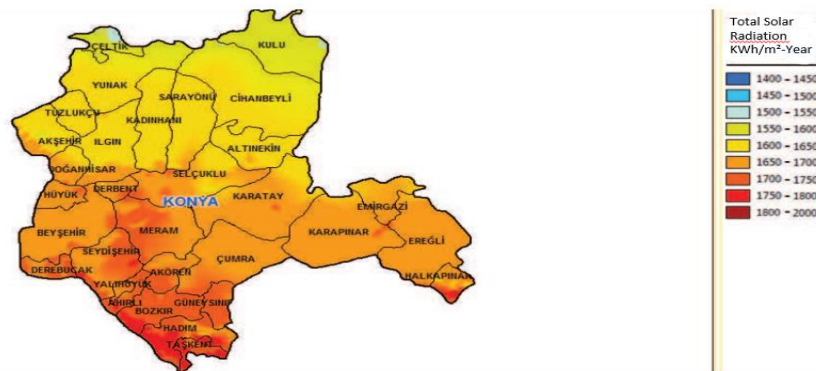 Total Solar
Radiation
KWh/m²-Year
1400 - 1450
1450 - 1500
1500 - 1550
1550 - 1600
1600 - 1650
1650 - 1700
1700 - 1750
1750 - 1800
1800 - 2000
ÇELTİK
KULU
YUNAK
SARAYÖNÜ
CİHANBEYLİ
TUZLUKÇU
KADINHANI
AKŞEHİR
ILGIN
ALTINEKİN
DOĞANHİSAR
SELÇUKLU
HÜYÜK
DERBENT
KONYA
KARATAY
EMİRGAZİ
BEYŞEHİR
MERAM
KARAPINAR
EREĞLİ
SEYDİŞEHİR
ÇUMRA
DEREBUCAK
AKÖREN
HALKAPINAR
YALIHÜYÜK
AHIRLI
GÜNEYSINIR
BOZKIR
HADIM
TAŞKENT